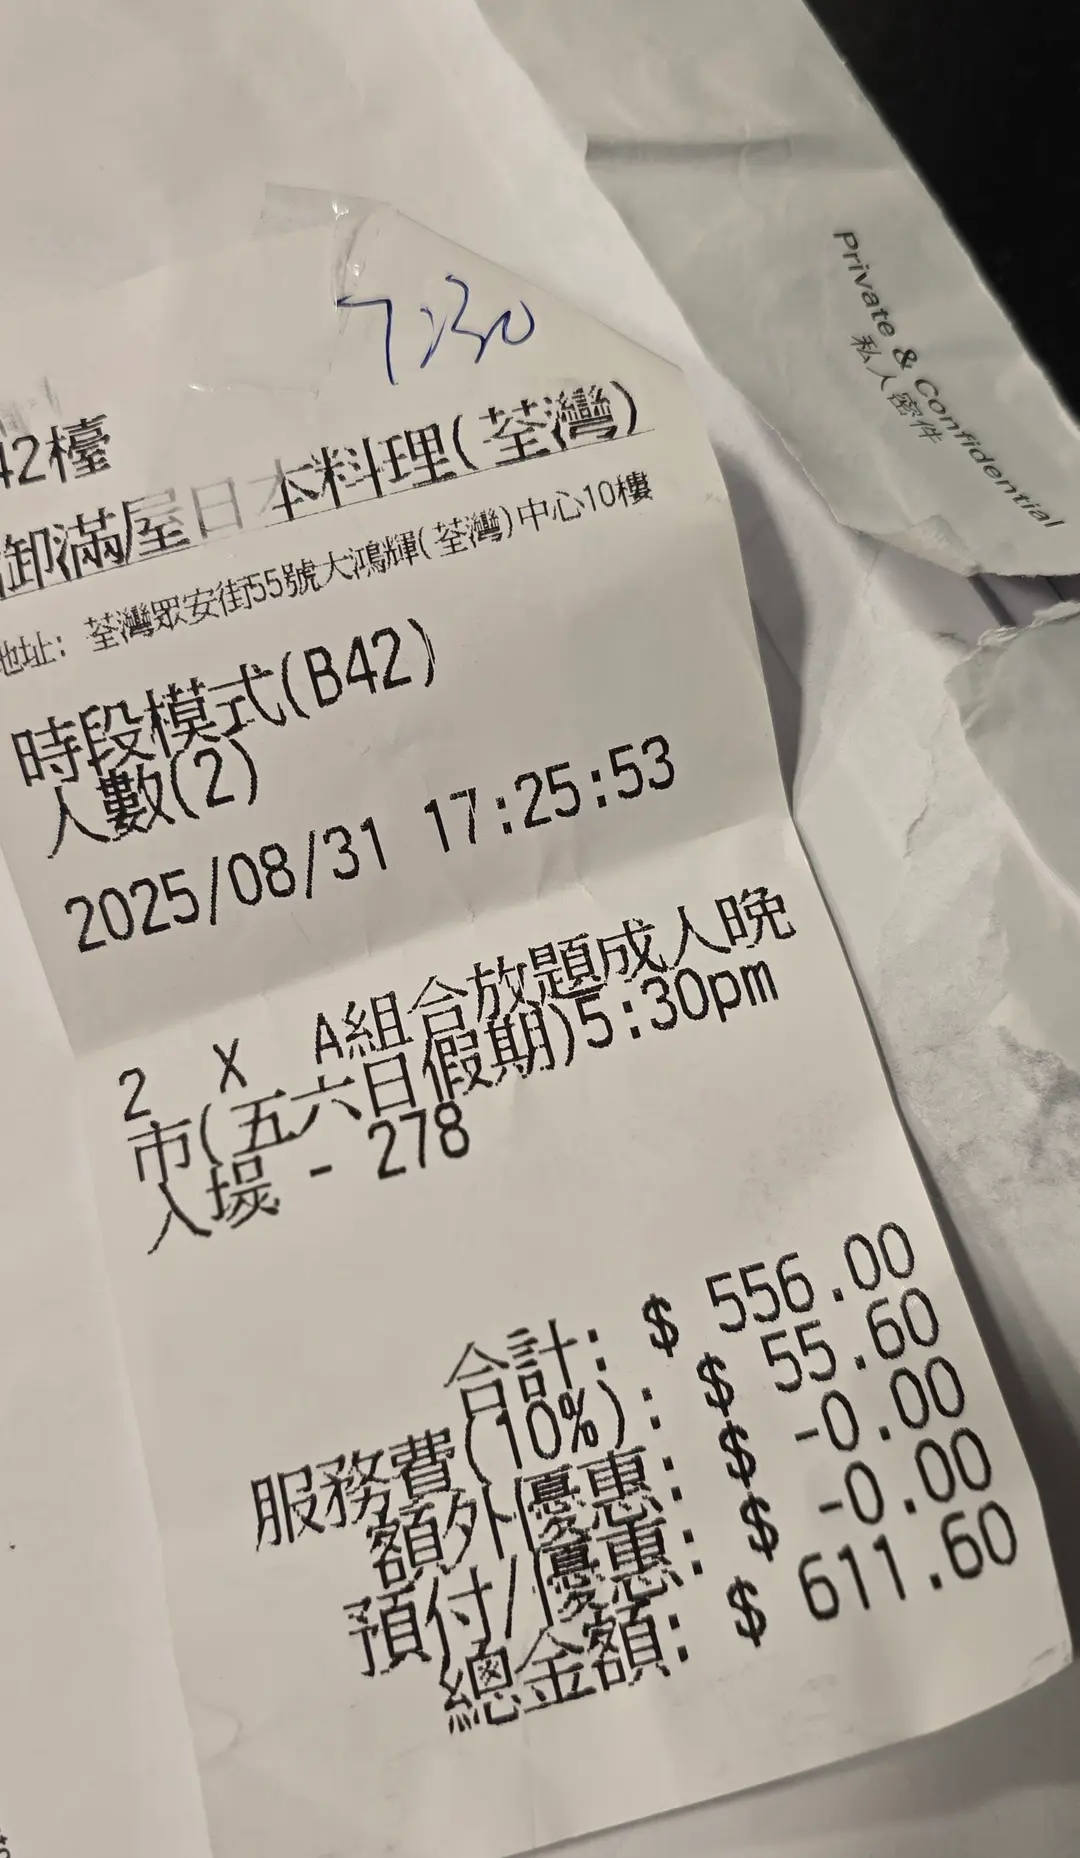 7:30
42檯
御滿屋日本料理(荃灣)
地址: 荃灣眾安街55號大鴻輝(荃灣)中心10樓
時段模式(B42)
人數(2)
2025/08/31 17:25:53
2 X A組合放題成人晚
市(五六日假期)5:30pm
入場 - 278
合計: $ 556.00
服務費(10%): $ 55.60
額外優惠: $ -0.00
預付/優惠: $ -0.00
總金額: $ 611.60
Private & Confidential
私人密件